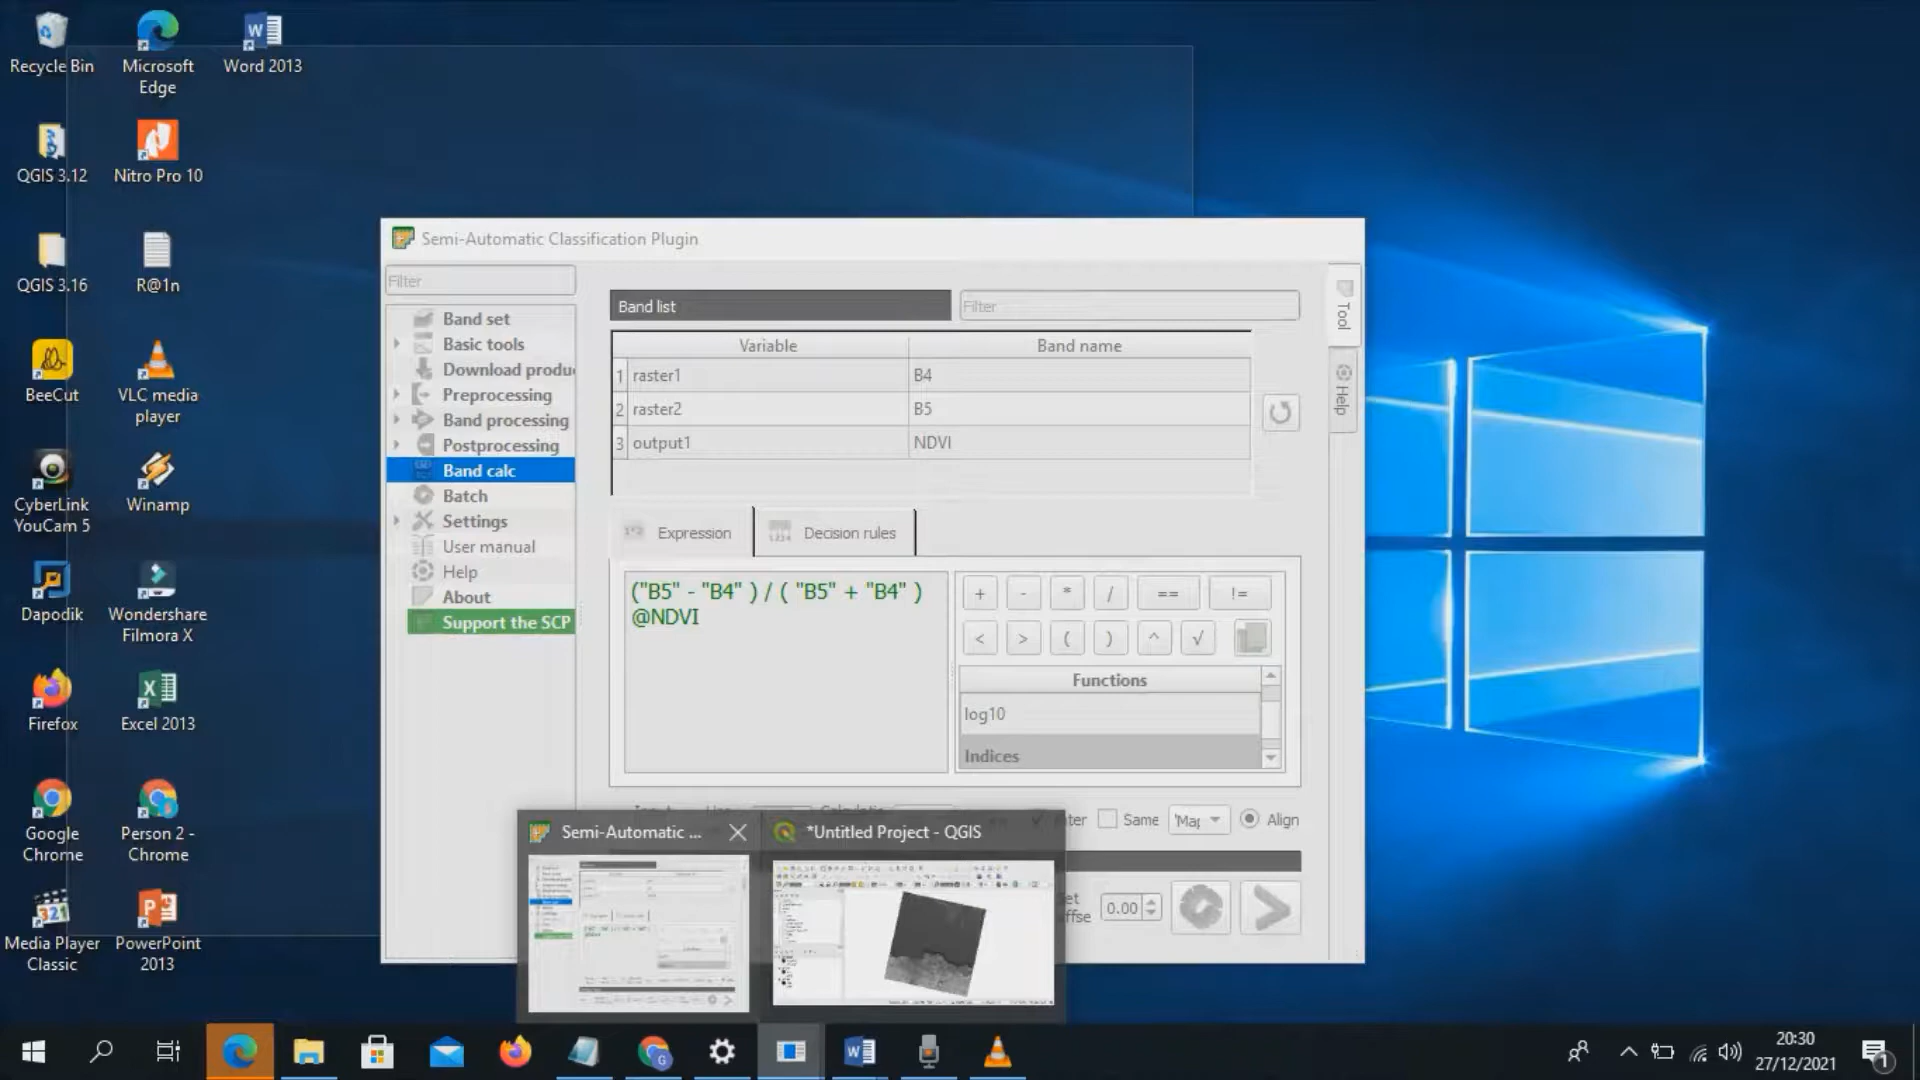 Recycle Bin
Microsoft
Edge
Word 2013
QGIS 3.12
Nitro Pro 10
QGIS 3.16
R@1n
BeeCut
VLC media
player
CyberLink
YouCam 5
Winamp
Dapodik
Wondershare
Filmora X
Firefox
Excel 2013
Google
Chrome
Person 2 -
Chrome
Media Player
Classic
PowerPoint
2013
Semi-Automatic Classification Plugin
Filter
Band set
Basic tools
Download produ
Preprocessing
Band processing
Postprocessing
Band calc
Batch
Settings
User manual
Help
About
Support the SCP
Band list
Filter
Variable Band name
1 raster1 B4
2 raster2 B5
3 output1 NDVI
Tool
Help
Expression
Decision rules
("B5" - "B4" ) / ( "B5" + "B4" )
@NDVI
+ - * / == !=
< > ( ) ^ √
Functions
log10
Indices
Same
'Map
Align
0.00
Semi-Automatic ...
*Untitled Project - QGIS
20:30
27/12/2021
1